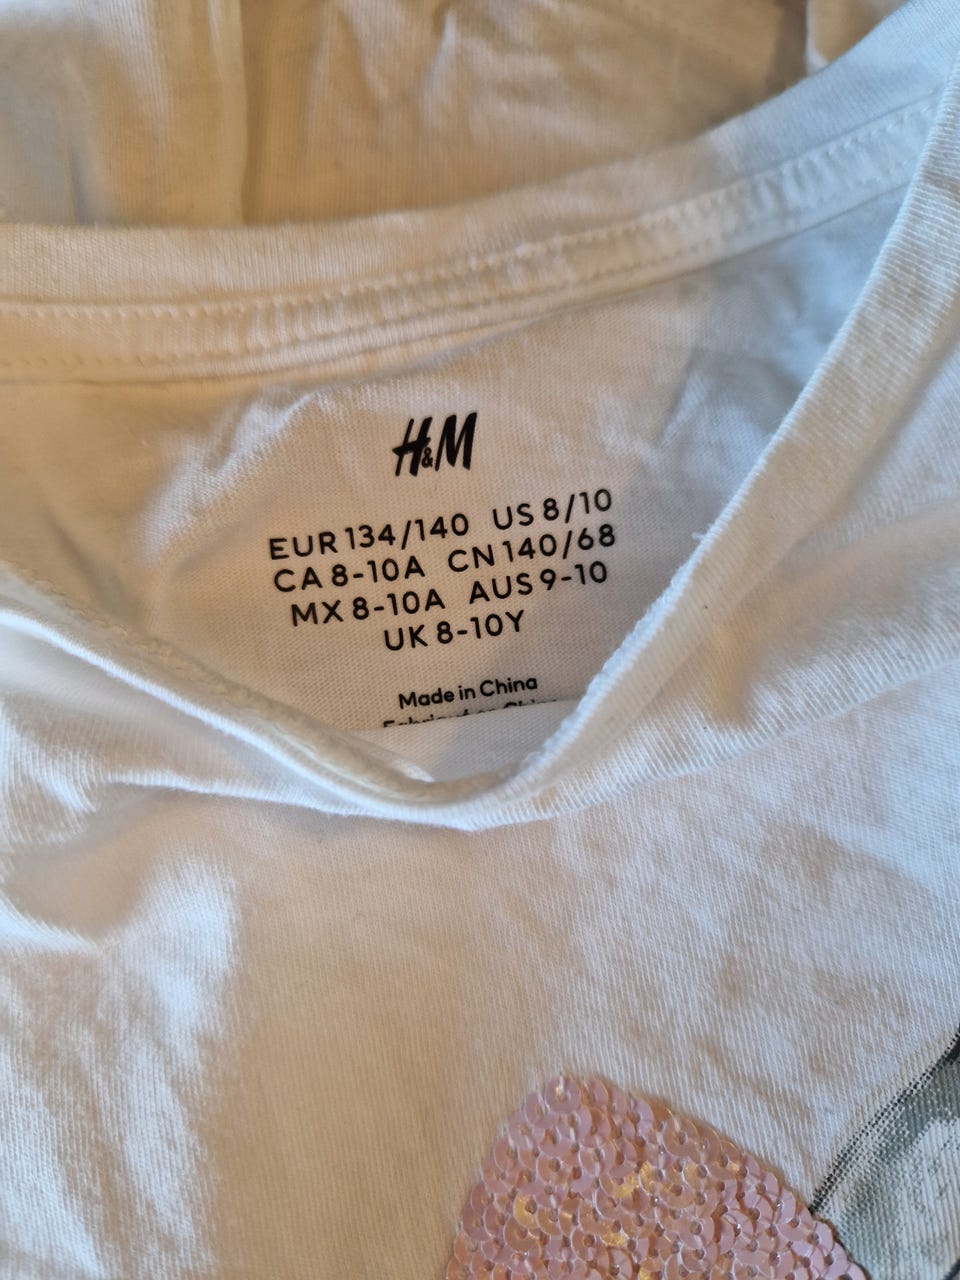 H&M
EUR 134/140 US 8/10
CA 8-10A CN 140/68
MX 8-10A AUS 9-10
UK 8-10Y
Made in China